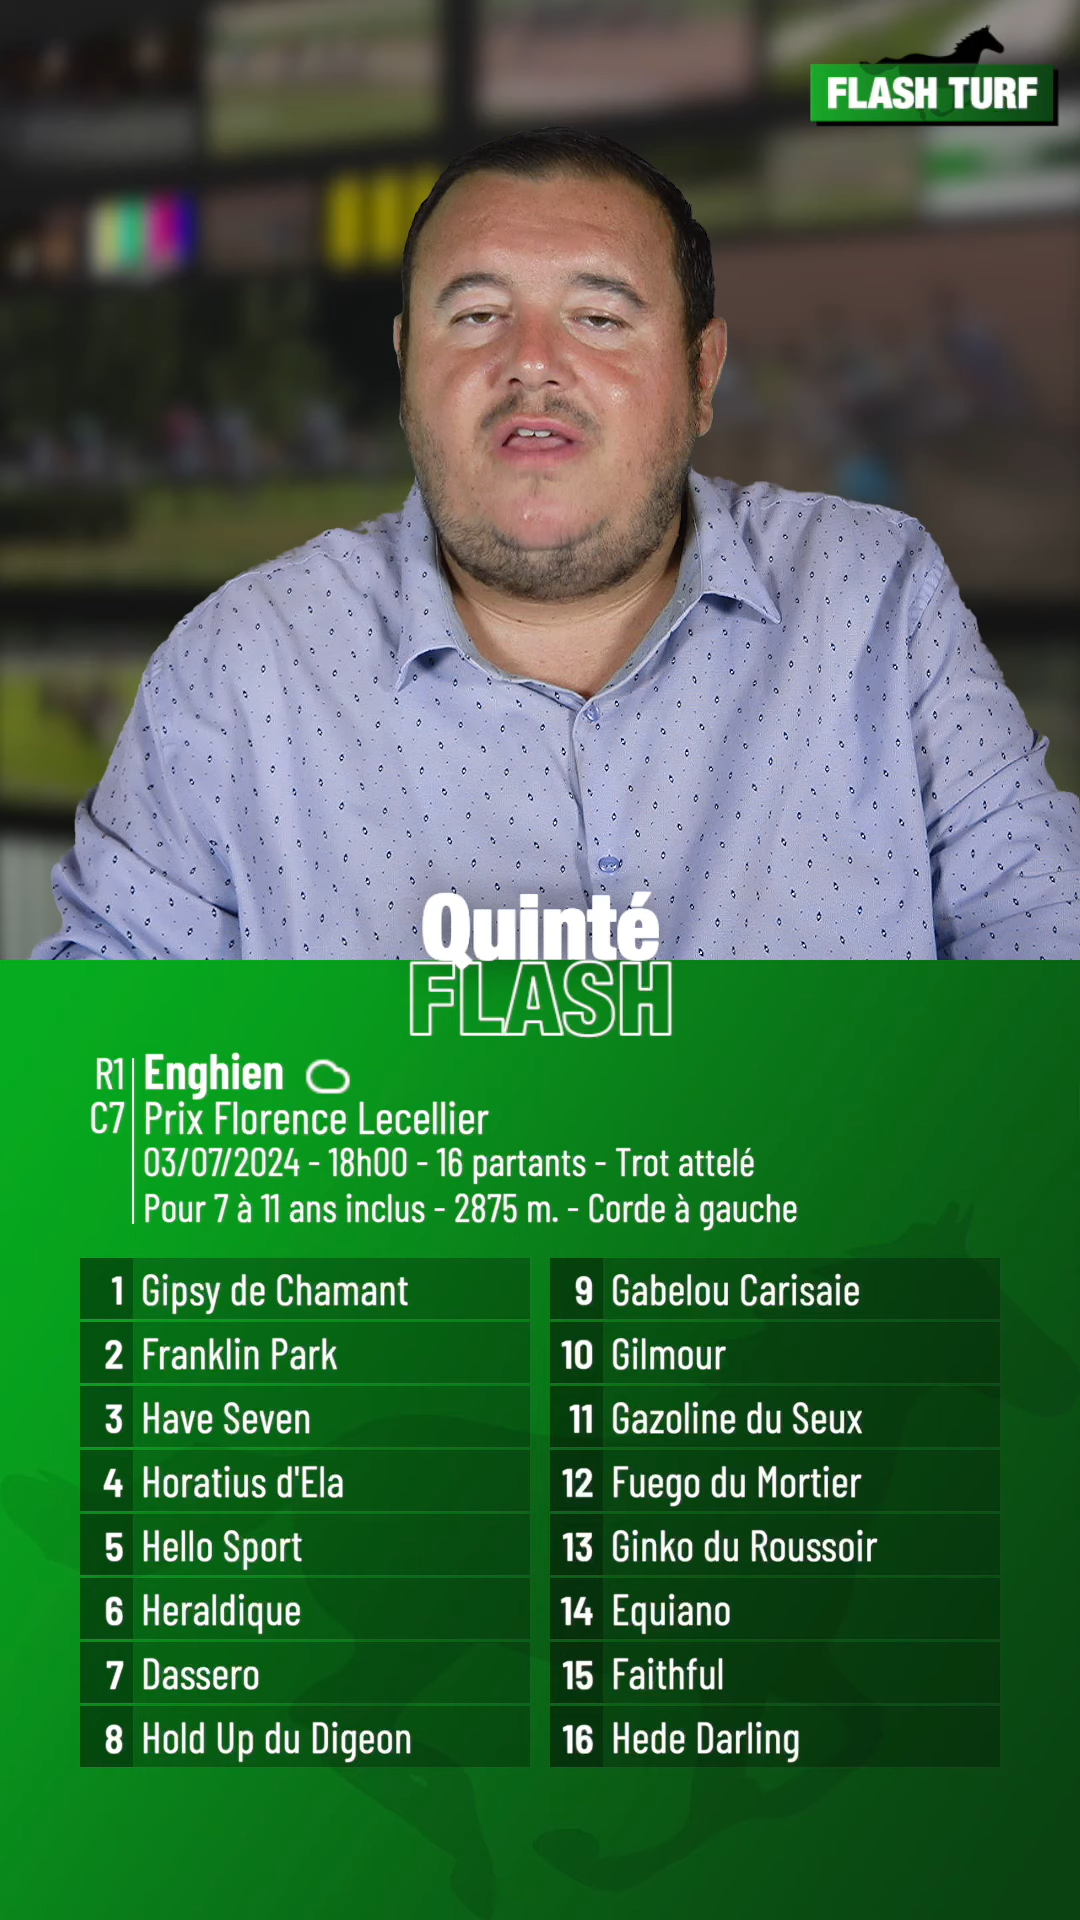 FLASH TURF
Quinté
FLASH
R1 Enghien
C7 Prix Florence Lecellier
03/07/2024 - 18h00 - 16 partants - Trot attelé
Pour 7 à 11 ans inclus - 2875 m. - Corde à gauche
1 Gipsy de Chamant
2 Franklin Park
3 Have Seven
4 Horatius d'Ela
5 Hello Sport
6 Heraldique
7 Dassero
8 Hold Up du Digeon
9 Gabelou Carisaie
10 Gilmour
11 Gazoline du Seux
12 Fuego du Mortier
13 Ginko du Roussoir
14 Equiano
15 Faithful
16 Hede Darling